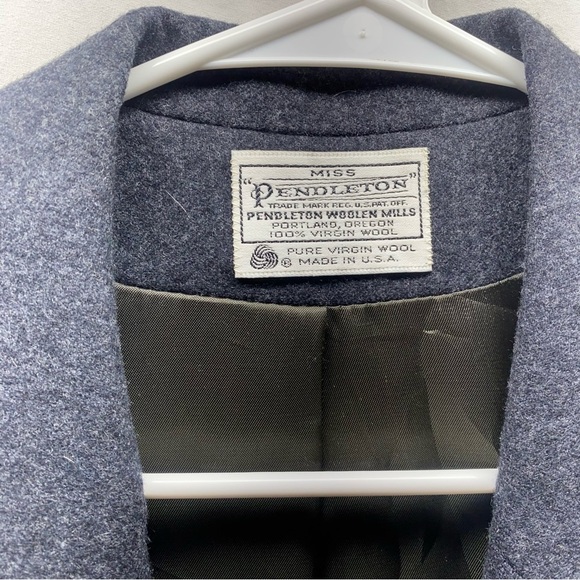 MISS
"PENDLETON"
TRADE MARK REG. U.S. PAT. OFF.
PENDLETON WOOLEN MILLS
PORTLAND, OREGON
100% VIRGIN WOOL
PURE VIRGIN WOOL
® MADE IN U.S.A.